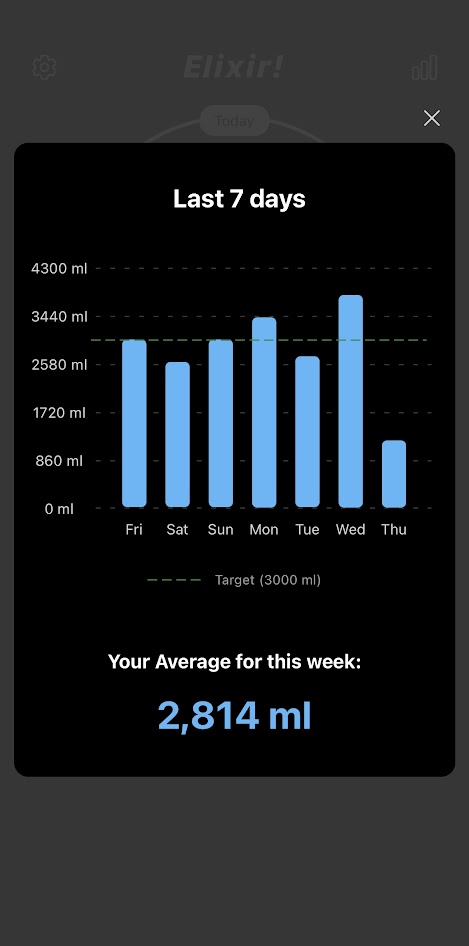 Elixir!
Today
Last 7 days
4300 ml
3440 ml
2580 ml
1720 ml
860 ml
0 ml
Fri Sat Sun Mon Tue Wed Thu
Target (3000 ml)
Your Average for this week:
2,814 ml